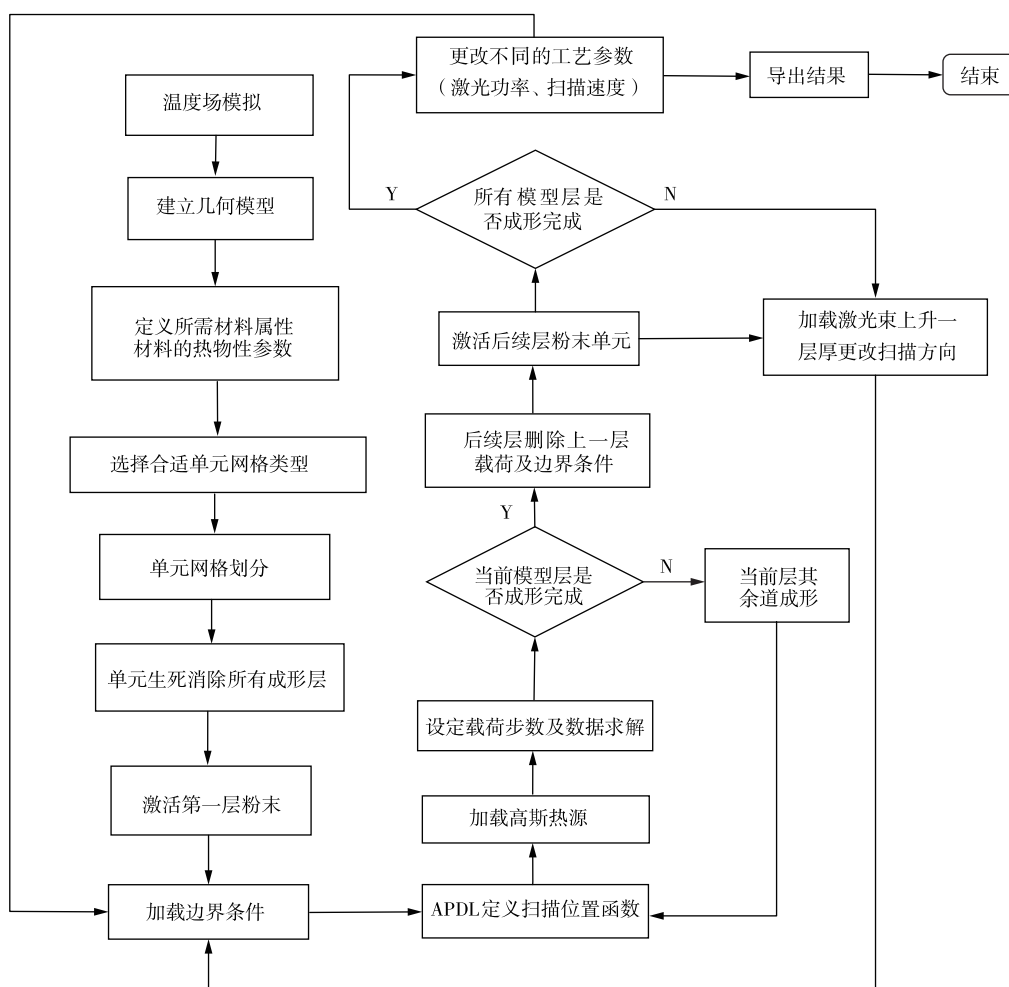 温度场模拟
建立几何模型
定义所需材料属性
材料的热物性参数
选择合适单元网格类型
单元网格划分
单元生死消除所有成形层
激活第一层粉末
加载边界条件
APDL定义扫描位置函数
加载高斯热源
设定载荷步数及数据求解
当前模型层是
否成形完成
N
当前层其
余道成形
Y
后续层删除上一层
载荷及边界条件
激活后续层粉末单元
加载激光束上升一
层厚更改扫描方向
所有模型层是
否成形完成
N
Y
更改不同的工艺参数
（激光功率、扫描速度）
导出结果
结束